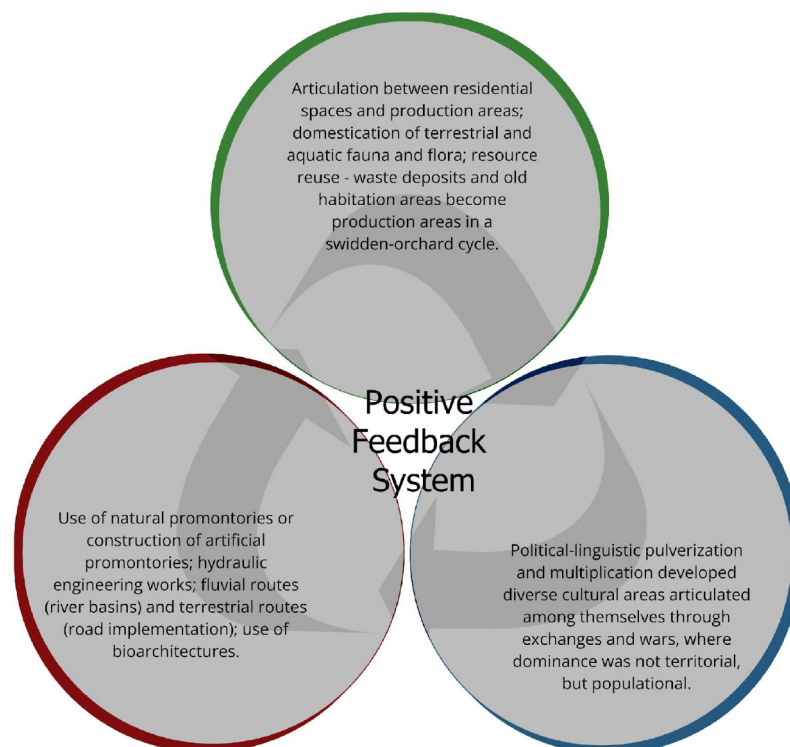 Articulation between residential
spaces and production areas;
domestication of terrestrial and
aquatic fauna and flora; resource
reuse - waste deposits and old
habitation areas become
production areas in a
swidden-orchard cycle.
Positive
Feedback
System
Use of natural promontories or
construction of artificial
promontories; hydraulic
engineering works; fluvial routes
(river basins) and terrestrial routes
(road implementation); use of
bioarchitectures.
Political-linguistic pulverization
and multiplication developed
diverse cultural areas articulated
among themselves through
exchanges and wars, where
dominance was not territorial,
but populational.